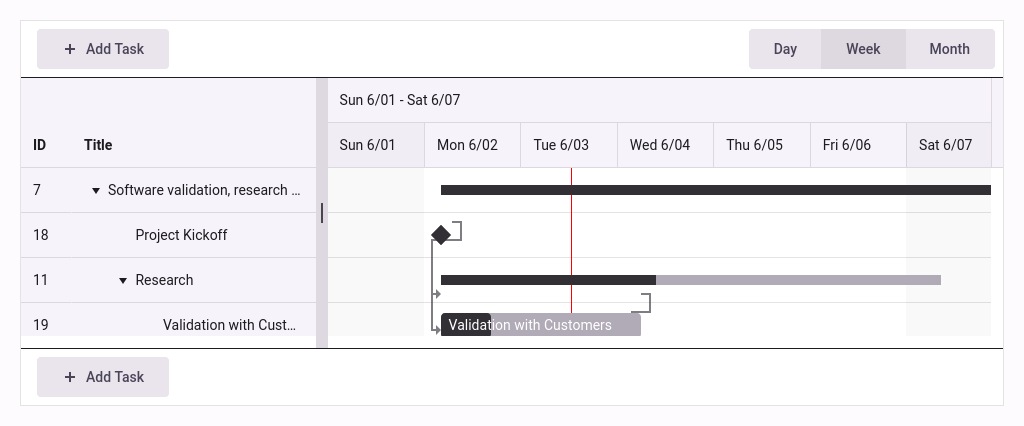 Add Task
Day Week Month
Sun 6/01 - Sat 6/07
ID Title Sun 6/01 Mon 6/02 Tue 6/03 Wed 6/04 Thu 6/05 Fri 6/06 Sat 6/07
7 Software validation, research ...
18 Project Kickoff
11 Research
19 Validation with Cust... Validation with Customers
Add Task